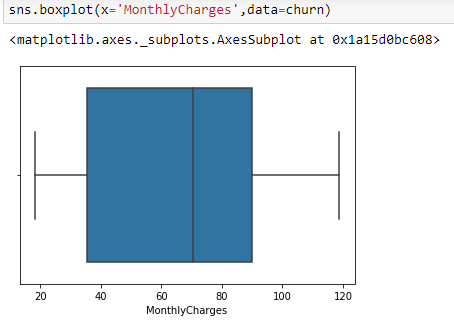 sns.boxplot(x='MonthlyCharges',data=churn)
<matplotlib.axes._subplots.AxesSubplot at 0x1a15d0bc608>
20 40 60 80 100 120
MonthlyCharges